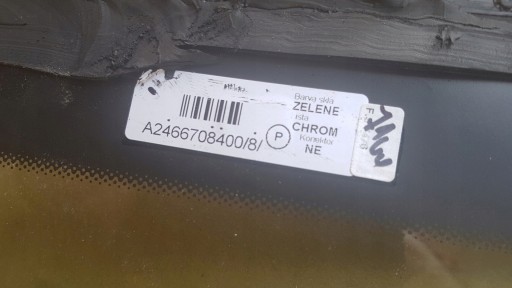 A2466708400/8/
P
Barva skla
ZELENE
lista
CHROM
Konektor
NE